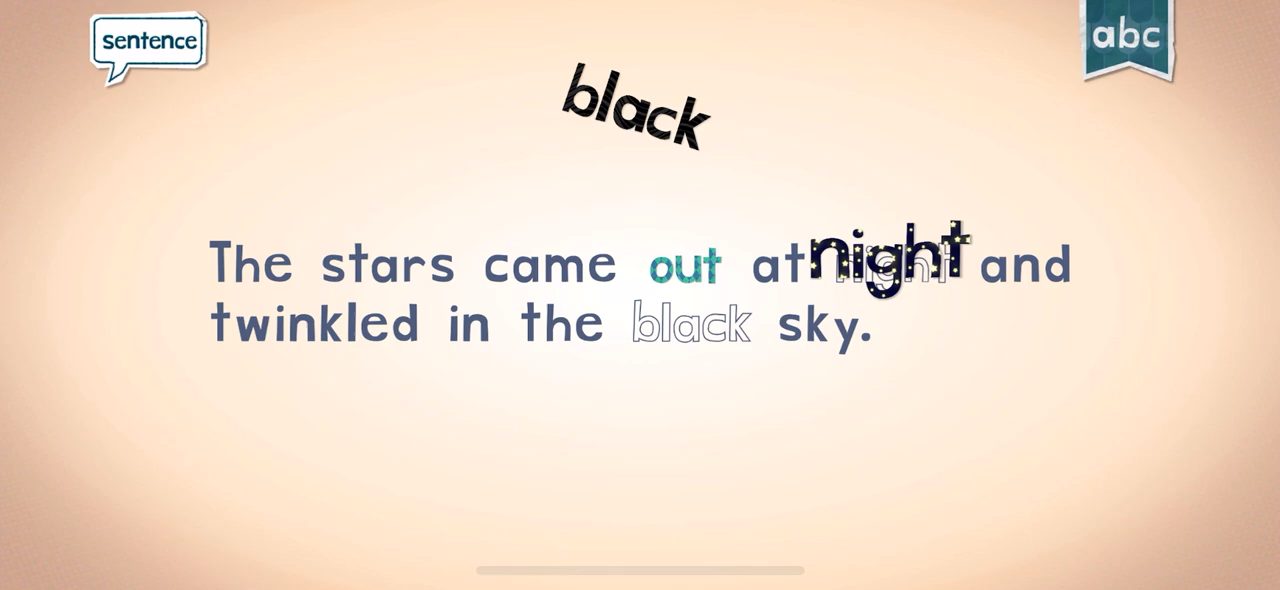 sentence
abc
black
The stars came out at night and
twinkled in the black sky.